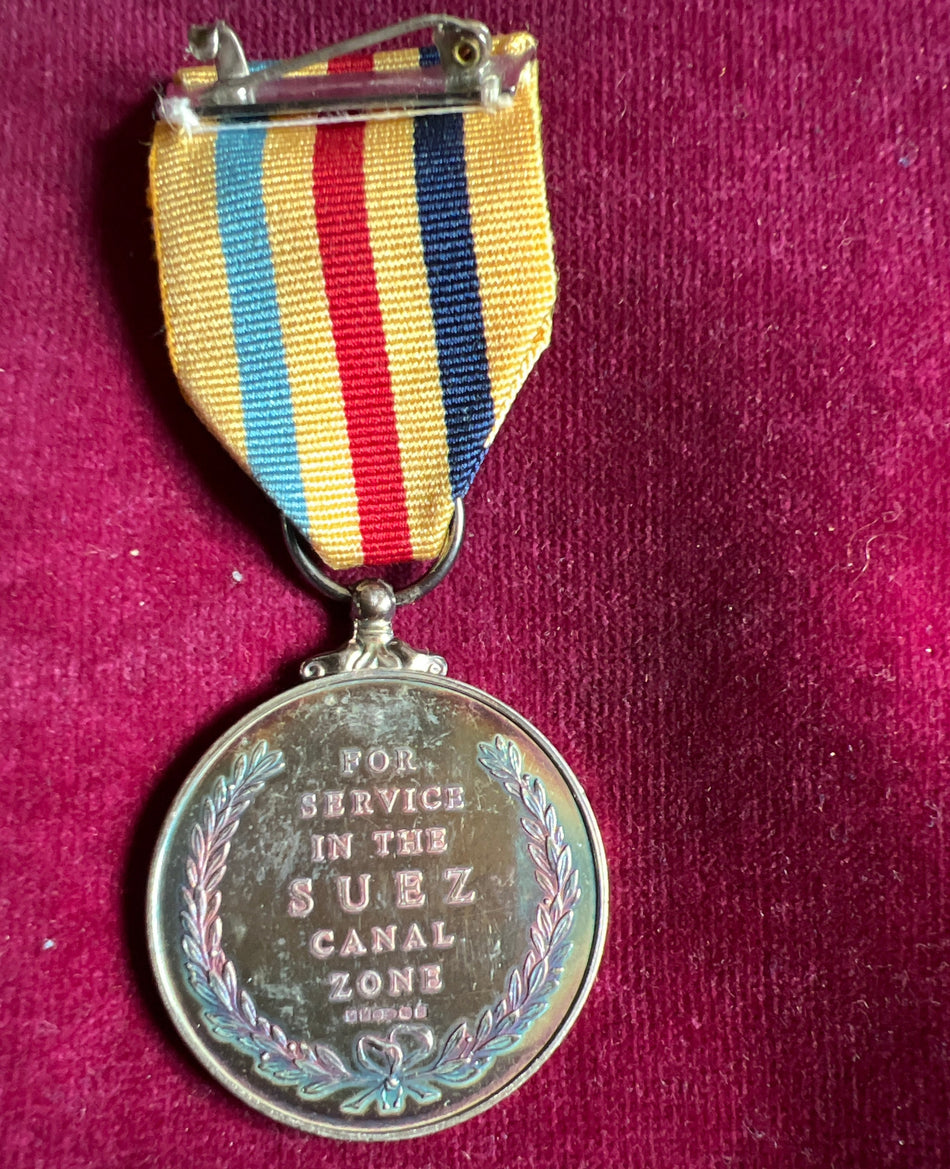 FOR
SERVICE
IN THE
SUEZ
CANAL
ZONE